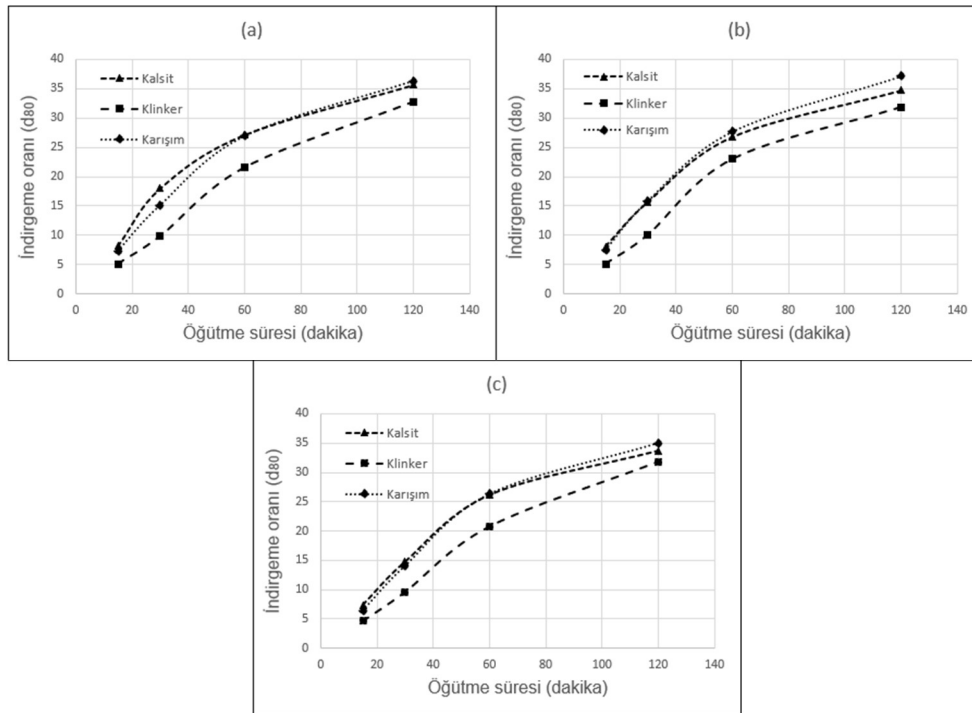 (a)
İndirgeme oranı (d80)
40
35
30
25
20
15
10
5
0
Kalsit
Klinker
Karışım
0 20 40 60 80 100 120 140
Öğütme süresi (dakika)
(b)
İndirgeme oranı (d80)
40
35
30
25
20
15
10
5
0
Kalsit
Klinker
Karışım
0 20 40 60 80 100 120 140
Öğütme süresi (dakika)
(c)
İndirgeme oranı (d80)
40
35
30
25
20
15
10
5
0
Kalsit
Klinker
Karışım
0 20 40 60 80 100 120 140
Öğütme süresi (dakika)